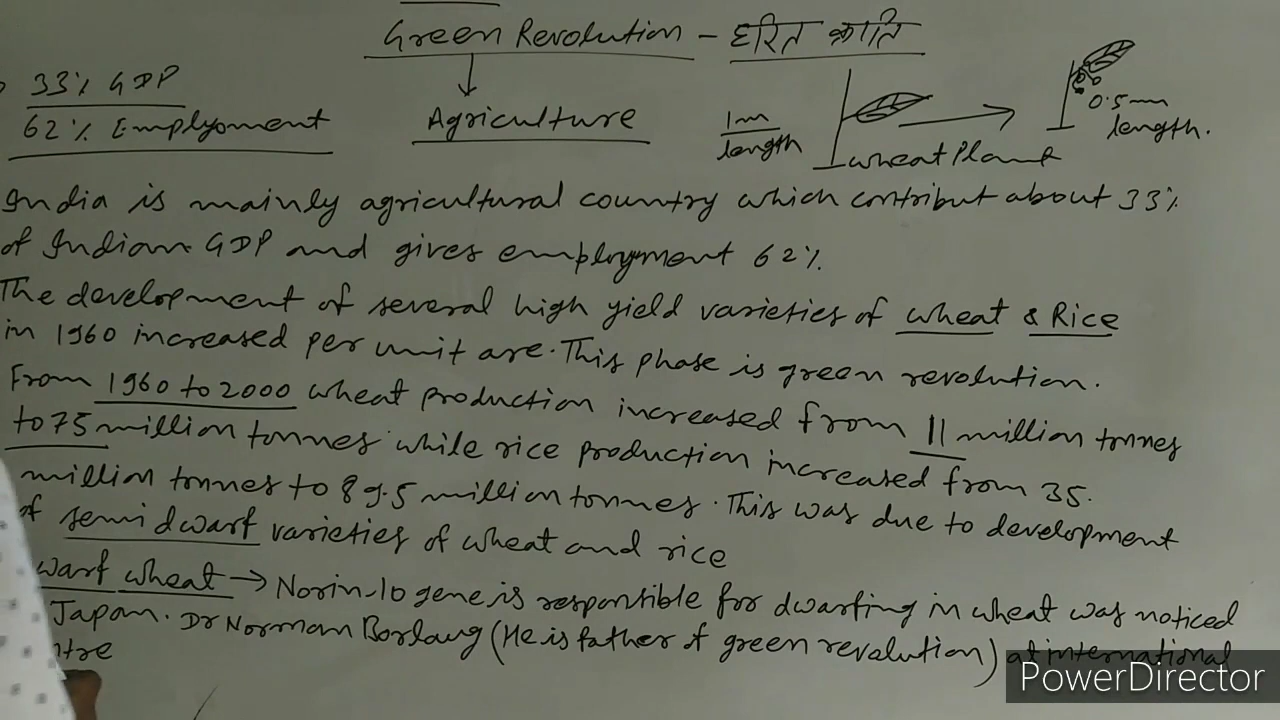 Green Revolution - हरित क्रांति
33% GDP
62% Emplyoment
Agriculture
1m
length
wheat Plant
0.5mm
length.
India is mainly agricultural country which contribut about 33%
of Indian GDP and gives employment 62%.
The development of several high yield varieties of wheat & Rice
in 1960 increased per unit are. This phase is green revolution.
From 1960 to 2000 wheat production increased from 11 million tonnes
to 75 million tonnes while rice production increased from 35.
million tonnes to 89.5 million tonnes. This was due to development
of semi dwarf varieties of wheat and rice
warf wheat → Norin-10 gene is responsible for dwarting in wheat was noticed
Japan. Dr Norman Borlaug (He is father of green revolution) at international
ntre
PowerDirector